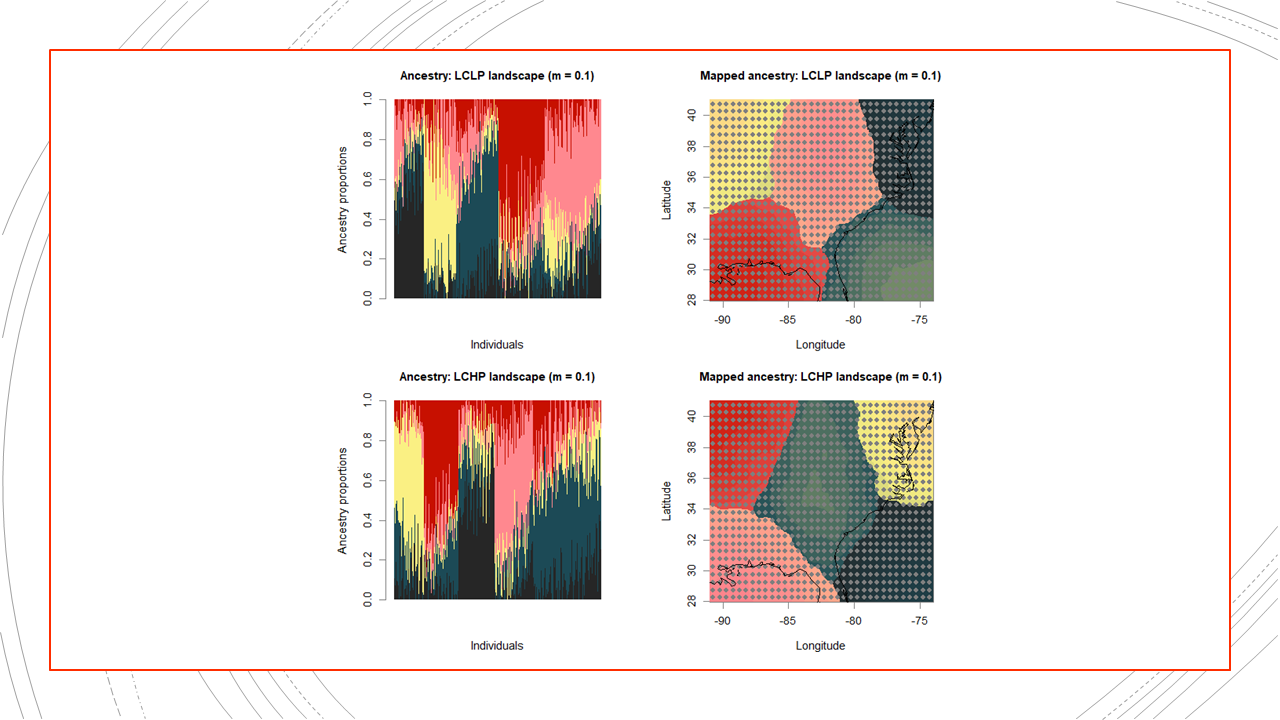 Ancestry: LCLP landscape (m = 0.1)
1.0
0.8
0.6
0.4
0.2
0.0
Ancestry proportions
Individuals
Mapped ancestry: LCLP landscape (m = 0.1)
40
38
36
34
32
30
28
Latitude
-90 -85 -80 -75
Longitude
Ancestry: LCHP landscape (m = 0.1)
1.0
0.8
0.6
0.4
0.2
0.0
Ancestry proportions
Individuals
Mapped ancestry: LCHP landscape (m = 0.1)
40
38
36
34
32
30
28
Latitude
-90 -85 -80 -75
Longitude